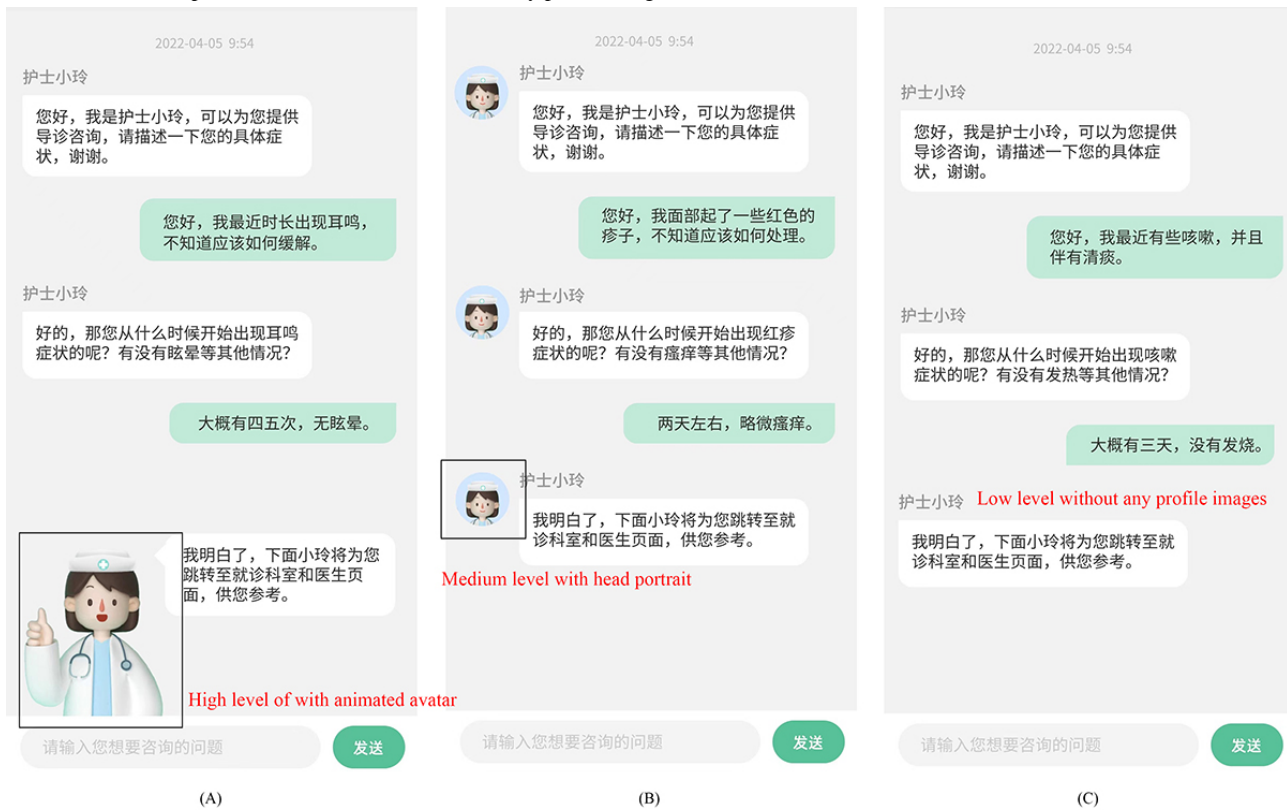 2022-04-05 9:54
护士小玲
您好，我是护士小玲，可以为您提供
导诊咨询，请描述一下您的具体症
状，谢谢。
您好，我最近时长出现耳鸣，
不知道应该如何缓解。
护士小玲
好的，那您从什么时候开始出现耳鸣
症状的呢？有没有眩晕等其他情况？
大概有四五次，无眩晕。
我明白了，下面小玲将为您
跳转至就诊科室和医生页
面，供您参考。
High level of with animated avatar
请输入您想要咨询的问题
发送
(A)
2022-04-05 9:54
护士小玲
您好，我是护士小玲，可以为您提供
导诊咨询，请描述一下您的具体症
状，谢谢。
您好，我面部起了一些红色的
疹子，不知道应该如何处理。
护士小玲
好的，那您从什么时候开始出现红疹
症状的呢？有没有瘙痒等其他情况？
两天左右，略微瘙痒。
护士小玲
我明白了，下面小玲将为您跳转至就
诊科室和医生页面，供您参考。
Medium level with head portrait
请输入您想要咨询的问题
发送
(B)
2022-04-05 9:54
护士小玲
您好，我是护士小玲，可以为您提供
导诊咨询，请描述一下您的具体症
状，谢谢。
您好，我最近有些咳嗽，并且
伴有清痰。
护士小玲
好的，那您从什么时候开始出现咳嗽
症状的呢？有没有发热等其他情况？
大概有三天，没有发烧。
护士小玲
Low level without any profile images
我明白了，下面小玲将为您跳转至就
诊科室和医生页面，供您参考。
请输入您想要咨询的问题
发送
(C)